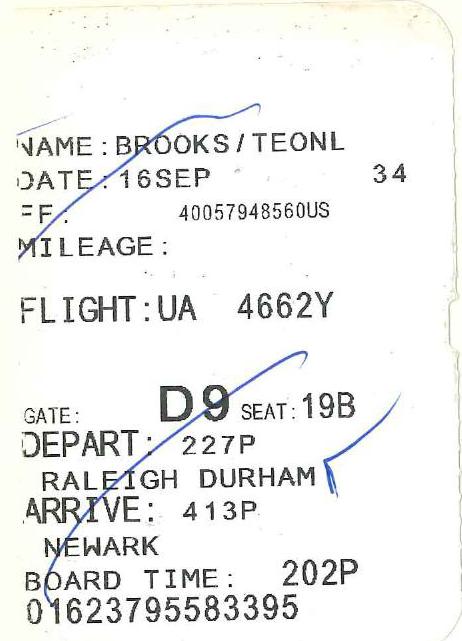 NAME: BROOKS/TEONL
DATE: 16SEP 34
FF: 40057948560US
MILEAGE:
FLIGHT: UA 4662Y
GATE: D9 SEAT: 19B
DEPART: 227P
RALEIGH DURHAM
ARRIVE: 413P
NEWARK
BOARD TIME: 202P
01623795583395